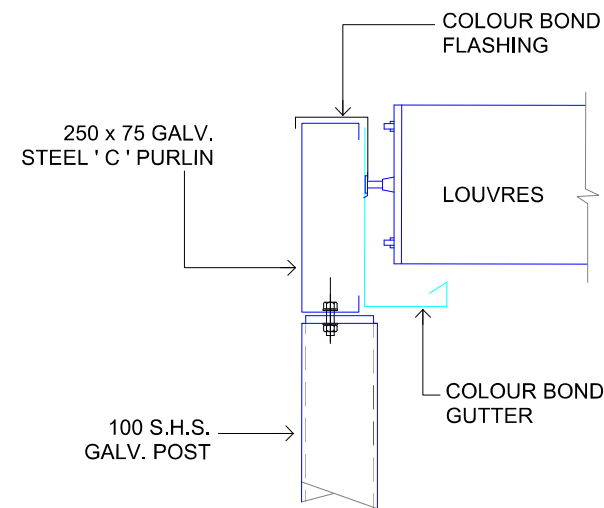 COLOUR BOND
FLASHING
250 x 75 GALV.
STEEL ' C ' PURLIN
LOUVRES
COLOUR BOND
GUTTER
100 S.H.S.
GALV. POST